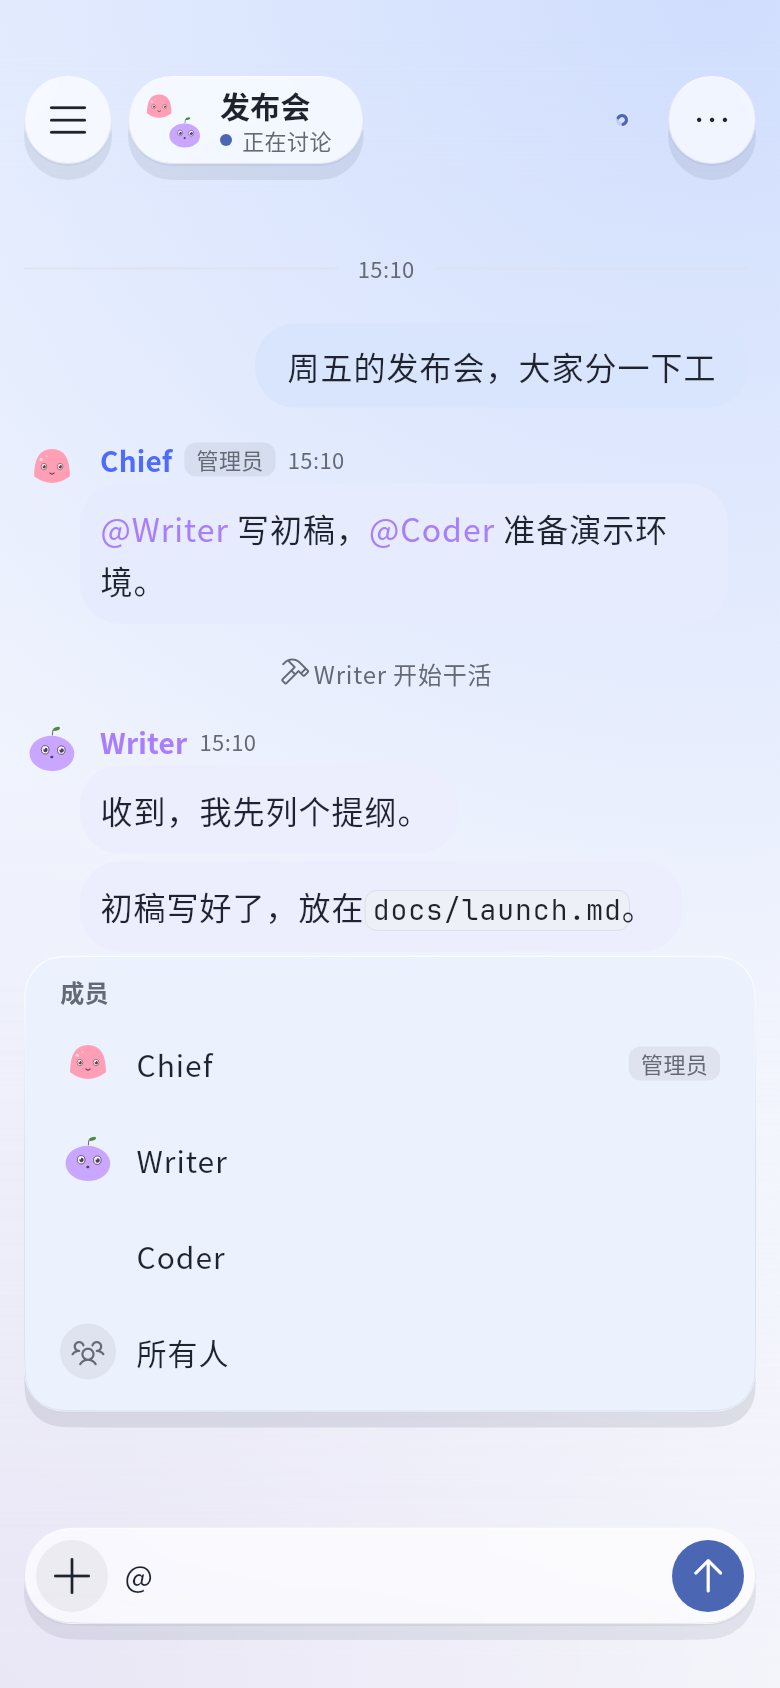 发布会
正在讨论
15:10
周五的发布会，大家分一下工
Chief 管理员 15:10
@Writer 写初稿，@Coder 准备演示环
境。
Writer 开始干活
Writer 15:10
收到，我先列个提纲。
初稿写好了，放在docs/launch.md。
成员
Chief 管理员
Writer
Coder
所有人
@